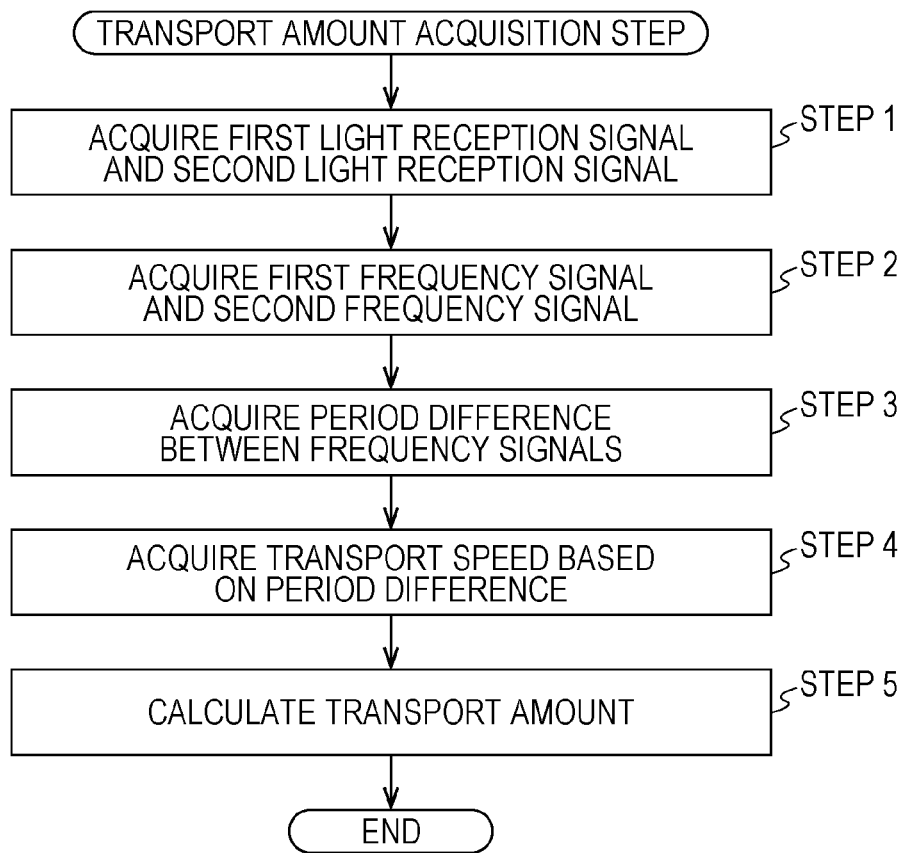 TRANSPORT AMOUNT ACQUISITION STEP
STEP 1
ACQUIRE FIRST LIGHT RECEPTION SIGNAL
AND SECOND LIGHT RECEPTION SIGNAL
STEP 2
ACQUIRE FIRST FREQUENCY SIGNAL
AND SECOND FREQUENCY SIGNAL
STEP 3
ACQUIRE PERIOD DIFFERENCE
BETWEEN FREQUENCY SIGNALS
STEP 4
ACQUIRE TRANSPORT SPEED BASED
ON PERIOD DIFFERENCE
STEP 5
CALCULATE TRANSPORT AMOUNT
END